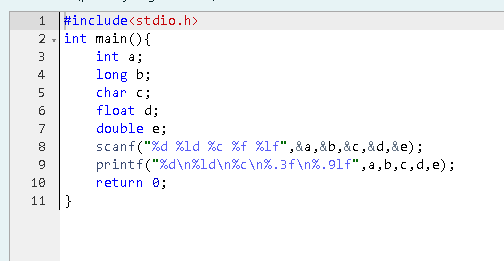 1 #include<stdio.h>
2 int main(){
3 int a;
4 long b;
5 char c;
6 float d;
7 double e;
8 scanf("%d %ld %c %f %lf",&a,&b,&c,&d,&e);
9 printf("%d\n%ld\n%c\n%.3f\n%.9lf",a,b,c,d,e);
10 return 0;
11 }